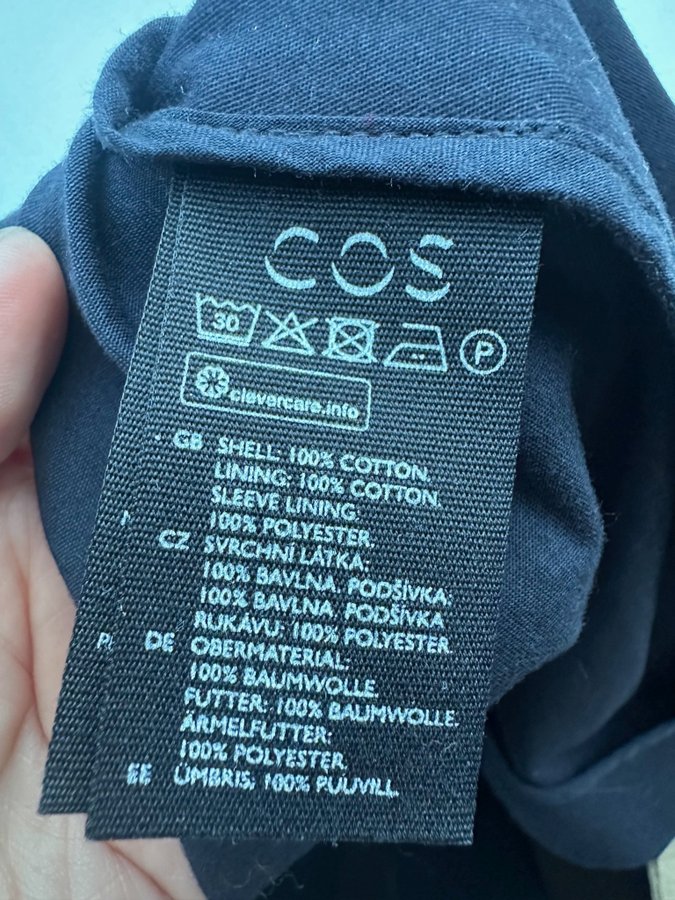 COS
30 P
clevercare.info
GB SHELL: 100% COTTON.
LINING: 100% COTTON.
SLEEVE LINING:
100% POLYESTER.
CZ SVRCHNÍ LÁTKA:
100% BAVLNA. PODŠÍVKA:
100% BAVLNA. PODŠÍVKA
RUKÁVU: 100% POLYESTER.
DE OBERMATERIAL:
100% BAUMWOLLE.
FUTTER: 100% BAUMWOLLE.
ÄRMELFUTTER:
100% POLYESTER.
EE ÜMBRIS: 100% PUUVILL.